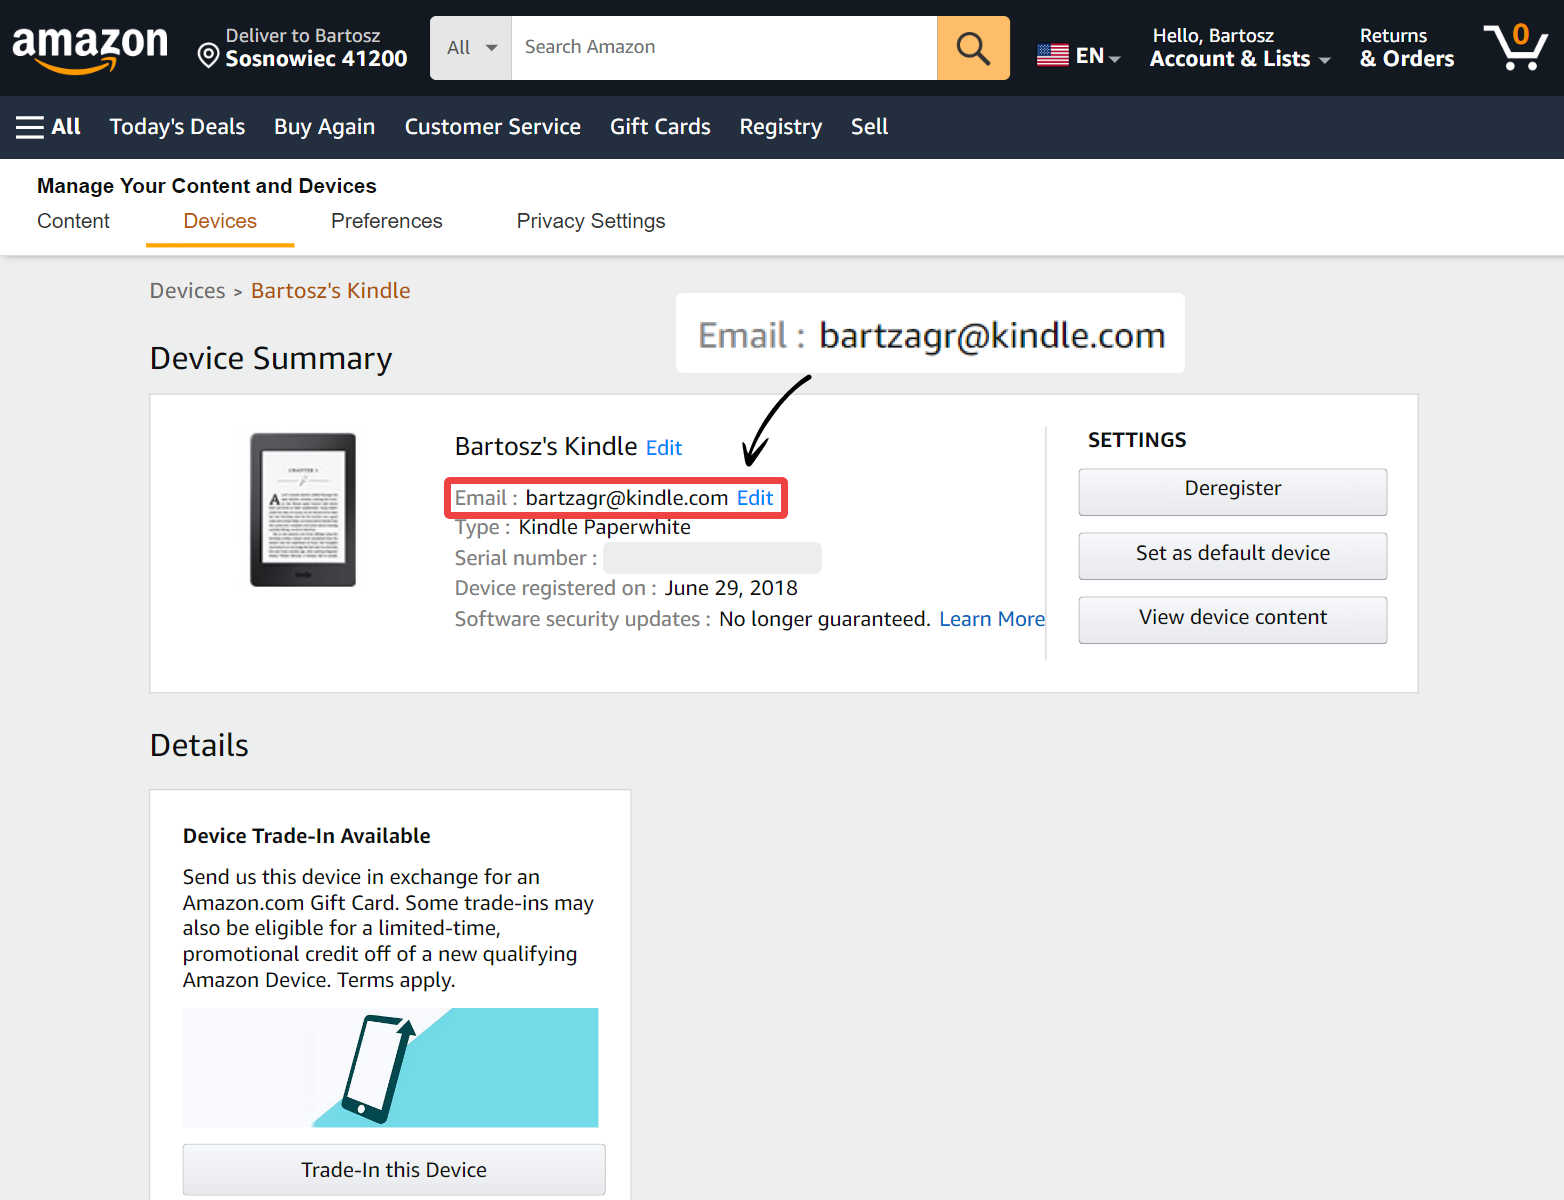 amazon
Deliver to Bartosz
Sosnowiec 41200
All
Search Amazon
EN
Hello, Bartosz
Account & Lists
Returns
& Orders
0
All Today's Deals Buy Again Customer Service Gift Cards Registry Sell
Manage Your Content and Devices
Content Devices Preferences Privacy Settings
Devices > Bartosz's Kindle
Email : bartzagr@kindle.com
Device Summary
Bartosz's Kindle Edit
Email : bartzagr@kindle.com Edit
Type : Kindle Paperwhite
Serial number :
Device registered on : June 29, 2018
Software security updates : No longer guaranteed. Learn More
SETTINGS
Deregister
Set as default device
View device content
Details
Device Trade-In Available
Send us this device in exchange for an
Amazon.com Gift Card. Some trade-ins may
also be eligible for a limited-time,
promotional credit off of a new qualifying
Amazon Device. Terms apply.
Trade-In this Device